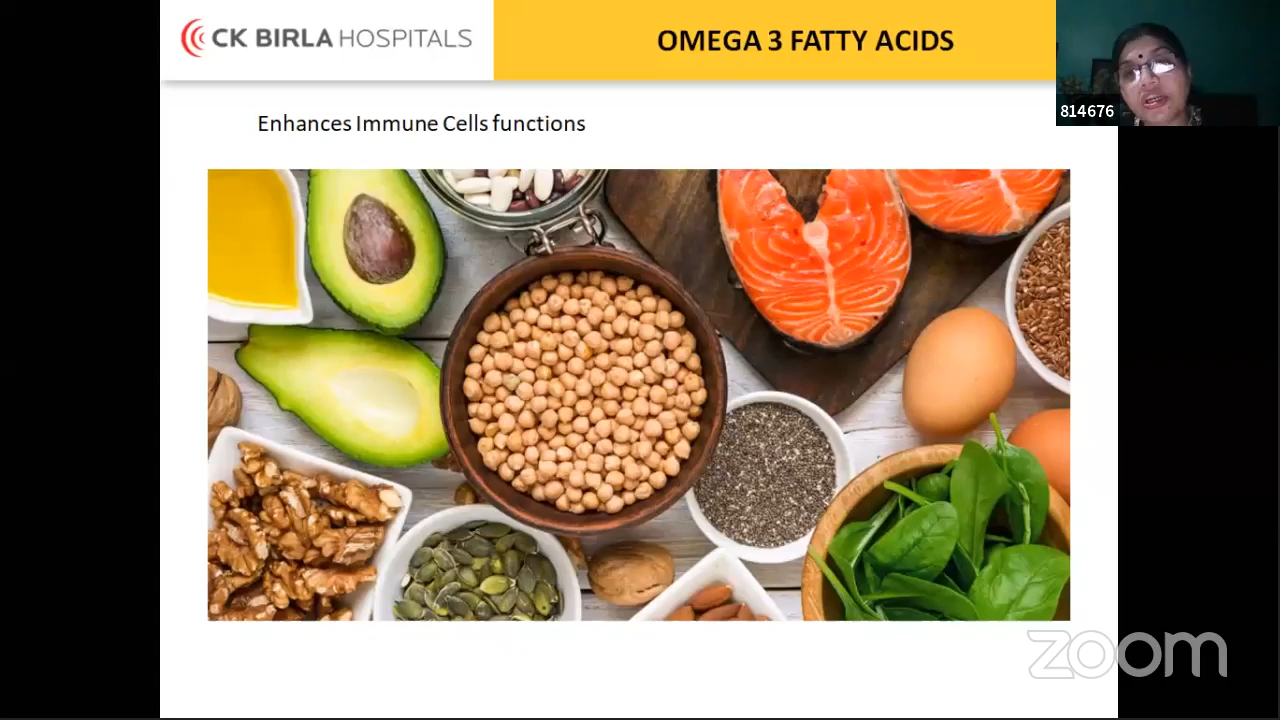 CK BIRLA HOSPITALS
OMEGA 3 FATTY ACIDS
814676
Enhances Immune Cells functions
zoom